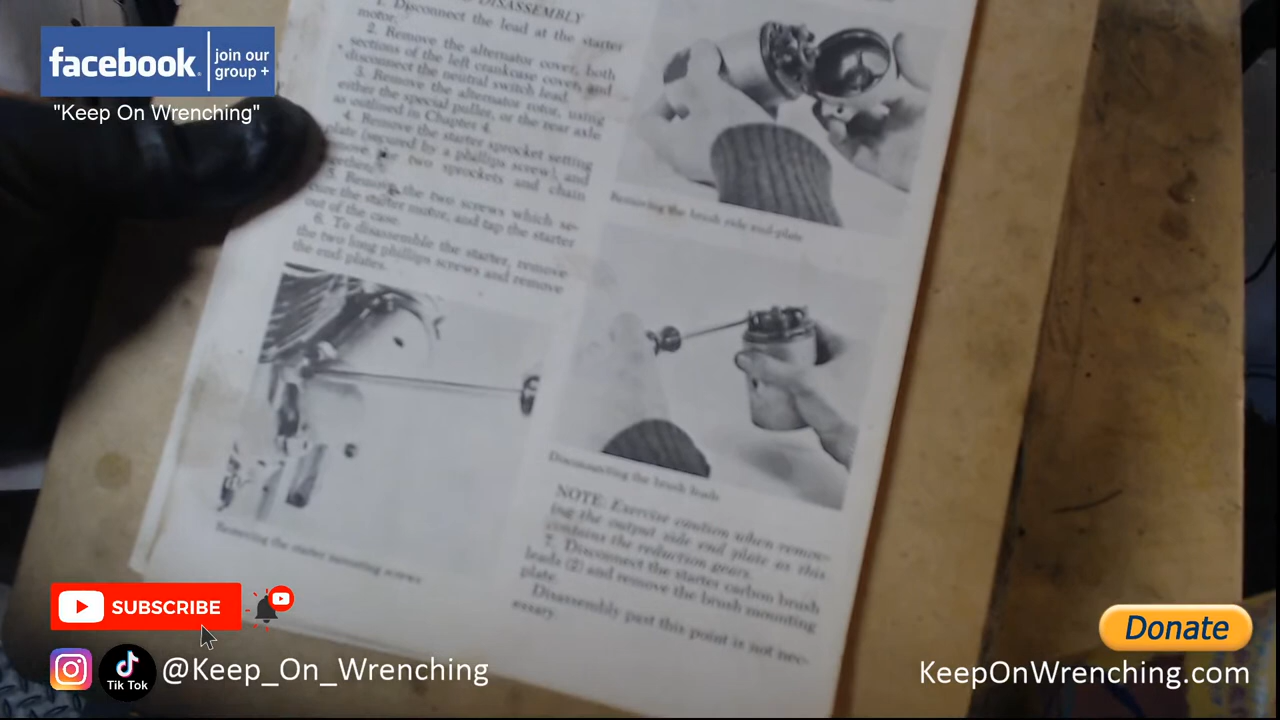 facebook
join our
group +
"Keep On Wrenching"
DISASSEMBLY
1. Disconnect the lead at the starter
motor.
2. Remove the alternator cover, both
sections of the left crankcase cover, and
disconnect the neutral switch lead.
3. Remove the alternator rotor, using
either the special puller, or the rear axle
as outlined in Chapter 4.
4. Remove the starter sprocket setting
plate (secured by a phillips screw), and
two sprockets and chain
5. Remove the two screws which se-
cure the starter motor, and tap the starter
out of the case.
6. To disassemble the starter, remove
the two long phillips screws and remove
the end plates.
Removing the starter mounting screws
Removing the brush side end-plate
Disconnecting the brush leads
NOTE: Exercise caution when remov-
ing the output side end plate as this
contains the reduction gears.
7. Disconnect the starter carbon brush
leads (2) and remove the brush mounting
plate.
Disassembly past this point is not nec-
essary.
SUBSCRIBE
Tik Tok
@Keep_On_Wrenching
Donate
KeepOnWrenching.com